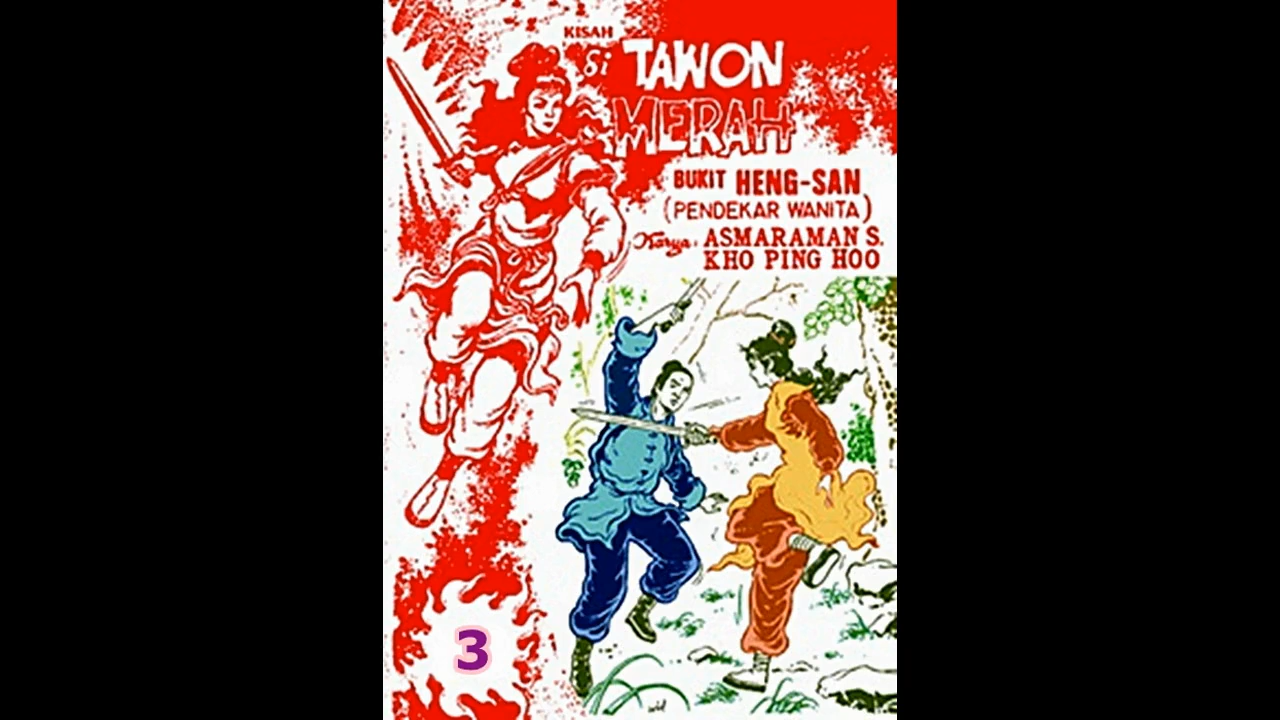 KISAH
Si TAWON
MERAH
BUKIT HENG-SAN
(PENDEKAR WANITA)
Karya: ASMARAMAN S.
KHO PING HOO
3